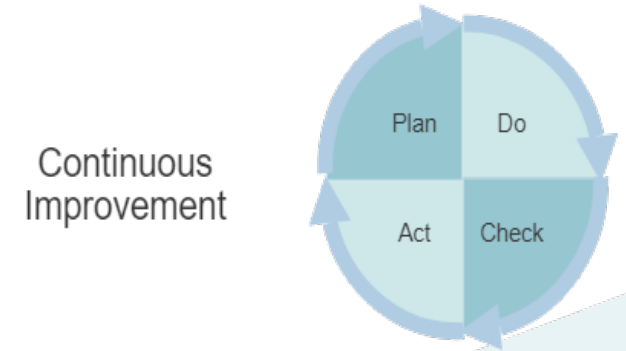 Continuous
Improvement
Plan
Do
Check
Act